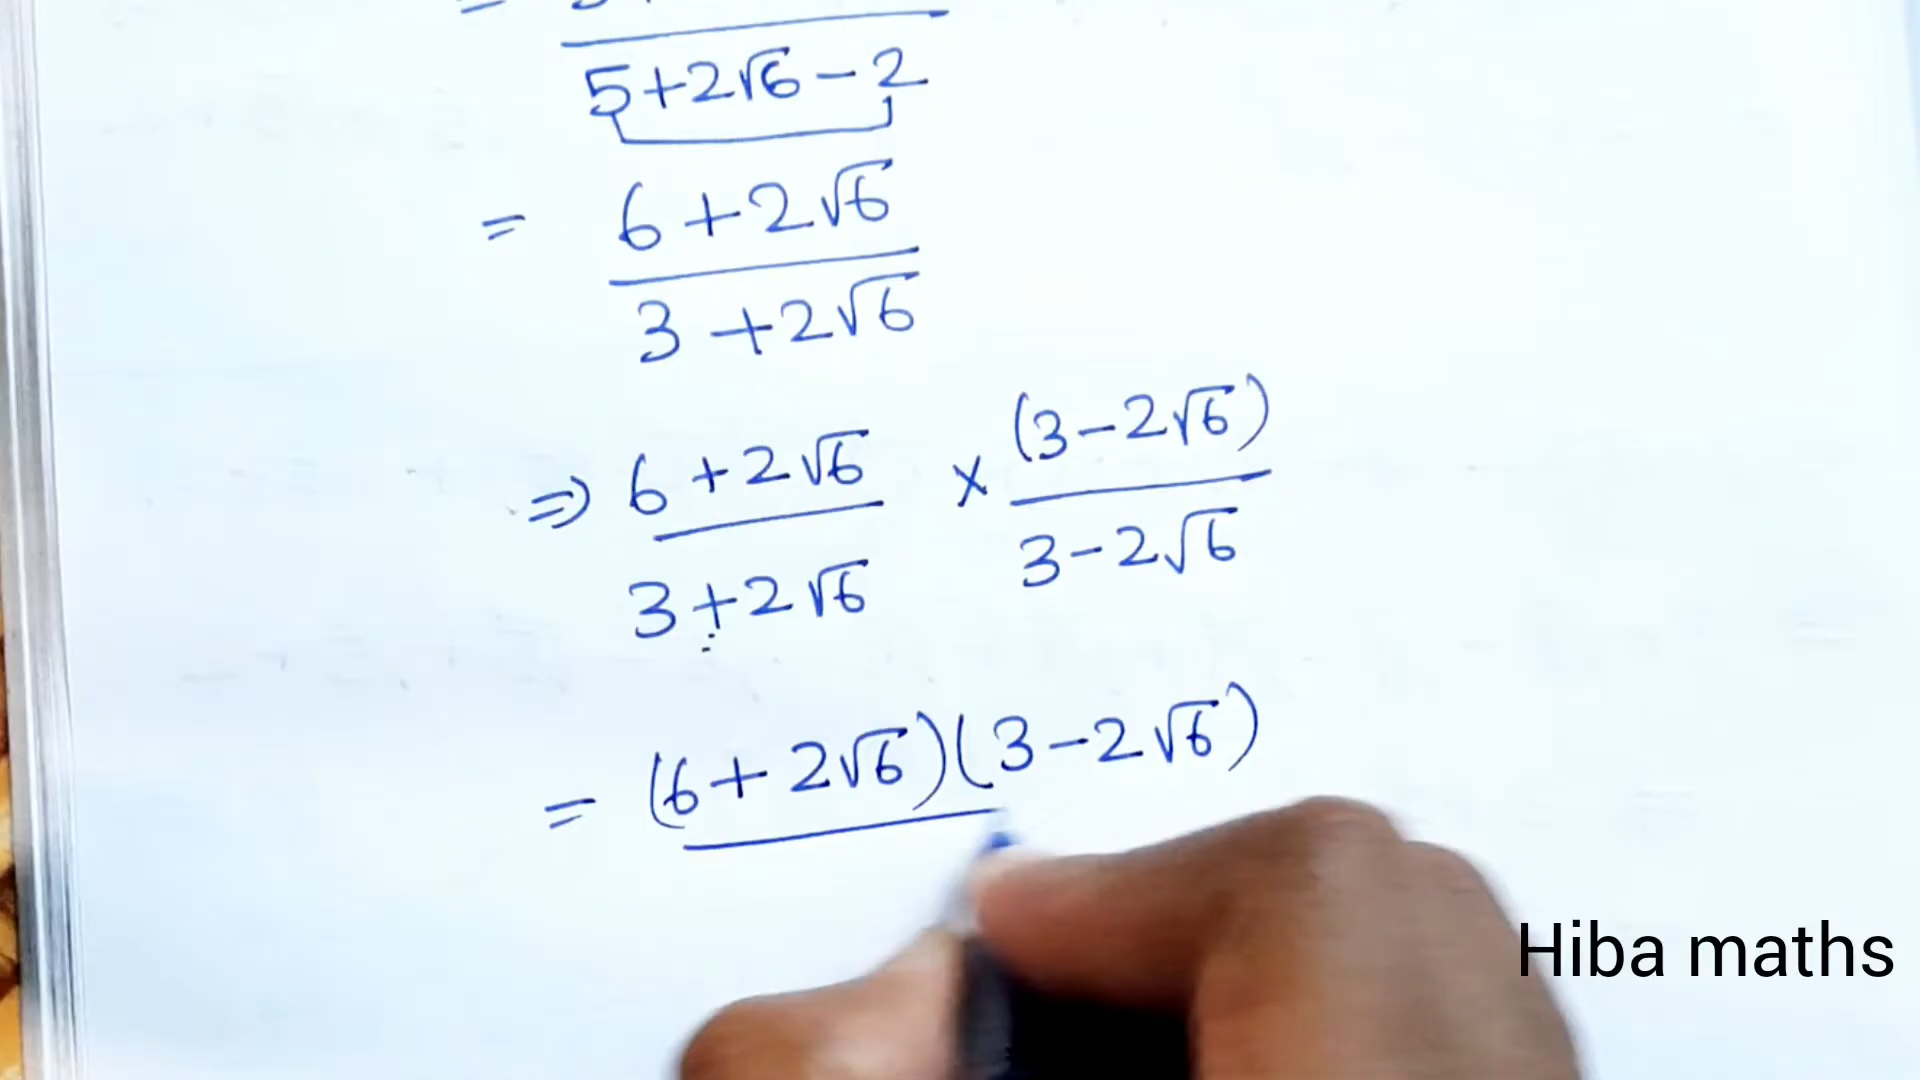 5+2√6-2
= 6+2√6
3+2√6
⇒ 6+2√6 × (3-2√6)
3+2√6 3-2√6
= (6+2√6)(3-2√6)
Hiba maths